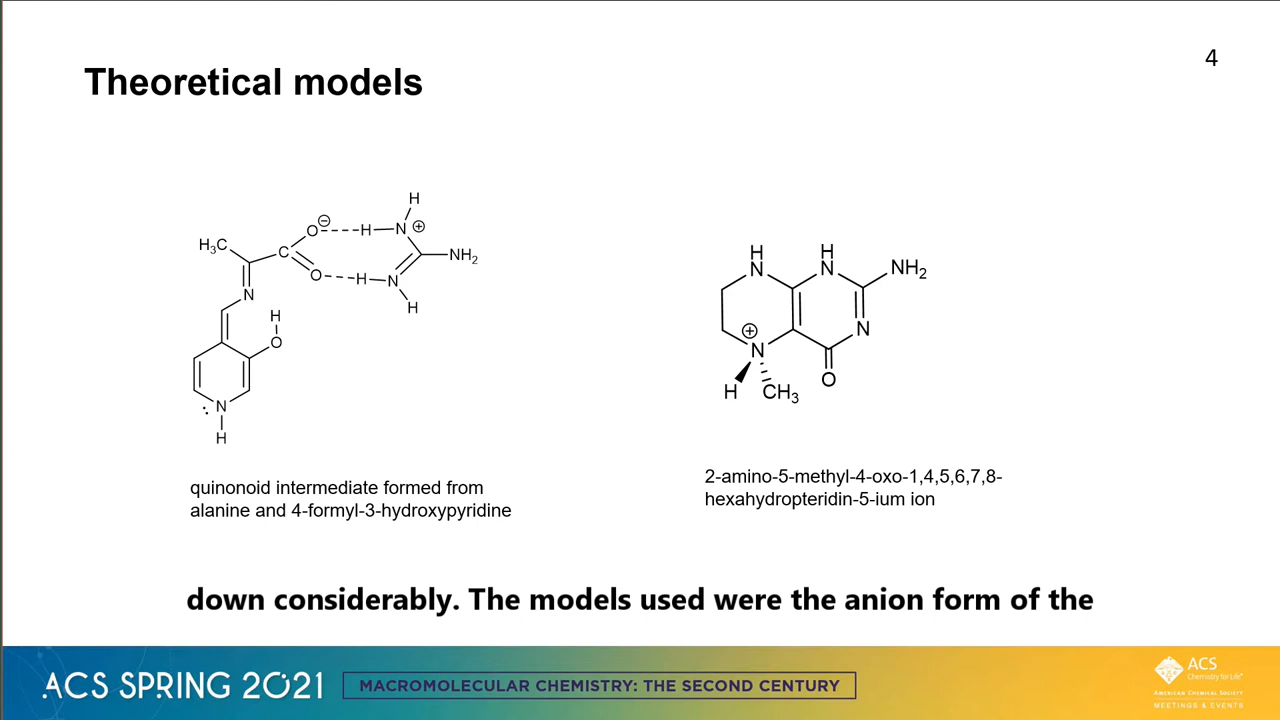 4
Theoretical models
H
O ⊖ H N ⊕
H₃C C NH₂
O H N
N H
H
O
N
H
H H
N N NH₂
⊕ N
N
H CH₃ O
quinonoid intermediate formed from
alanine and 4-formyl-3-hydroxypyridine
2-amino-5-methyl-4-oxo-1,4,5,6,7,8-
hexahydropteridin-5-ium ion
down considerably. The models used were the anion form of the
ACS SPRING 2021
MACROMOLECULAR CHEMISTRY: THE SECOND CENTURY
ACS
Chemistry for Life®
AMERICAN CHEMICAL SOCIETY
MEETINGS & EVENTS